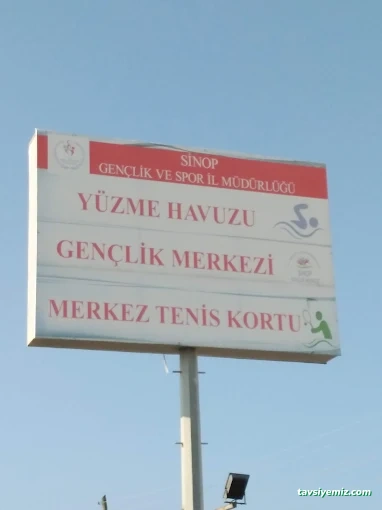 SİNOP
GENÇLİK VE SPOR İL MÜDÜRLÜĞÜ
YÜZME HAVUZU
GENÇLİK MERKEZİ
MERKEZ TENİS KORTU
tavsiyemiz.com